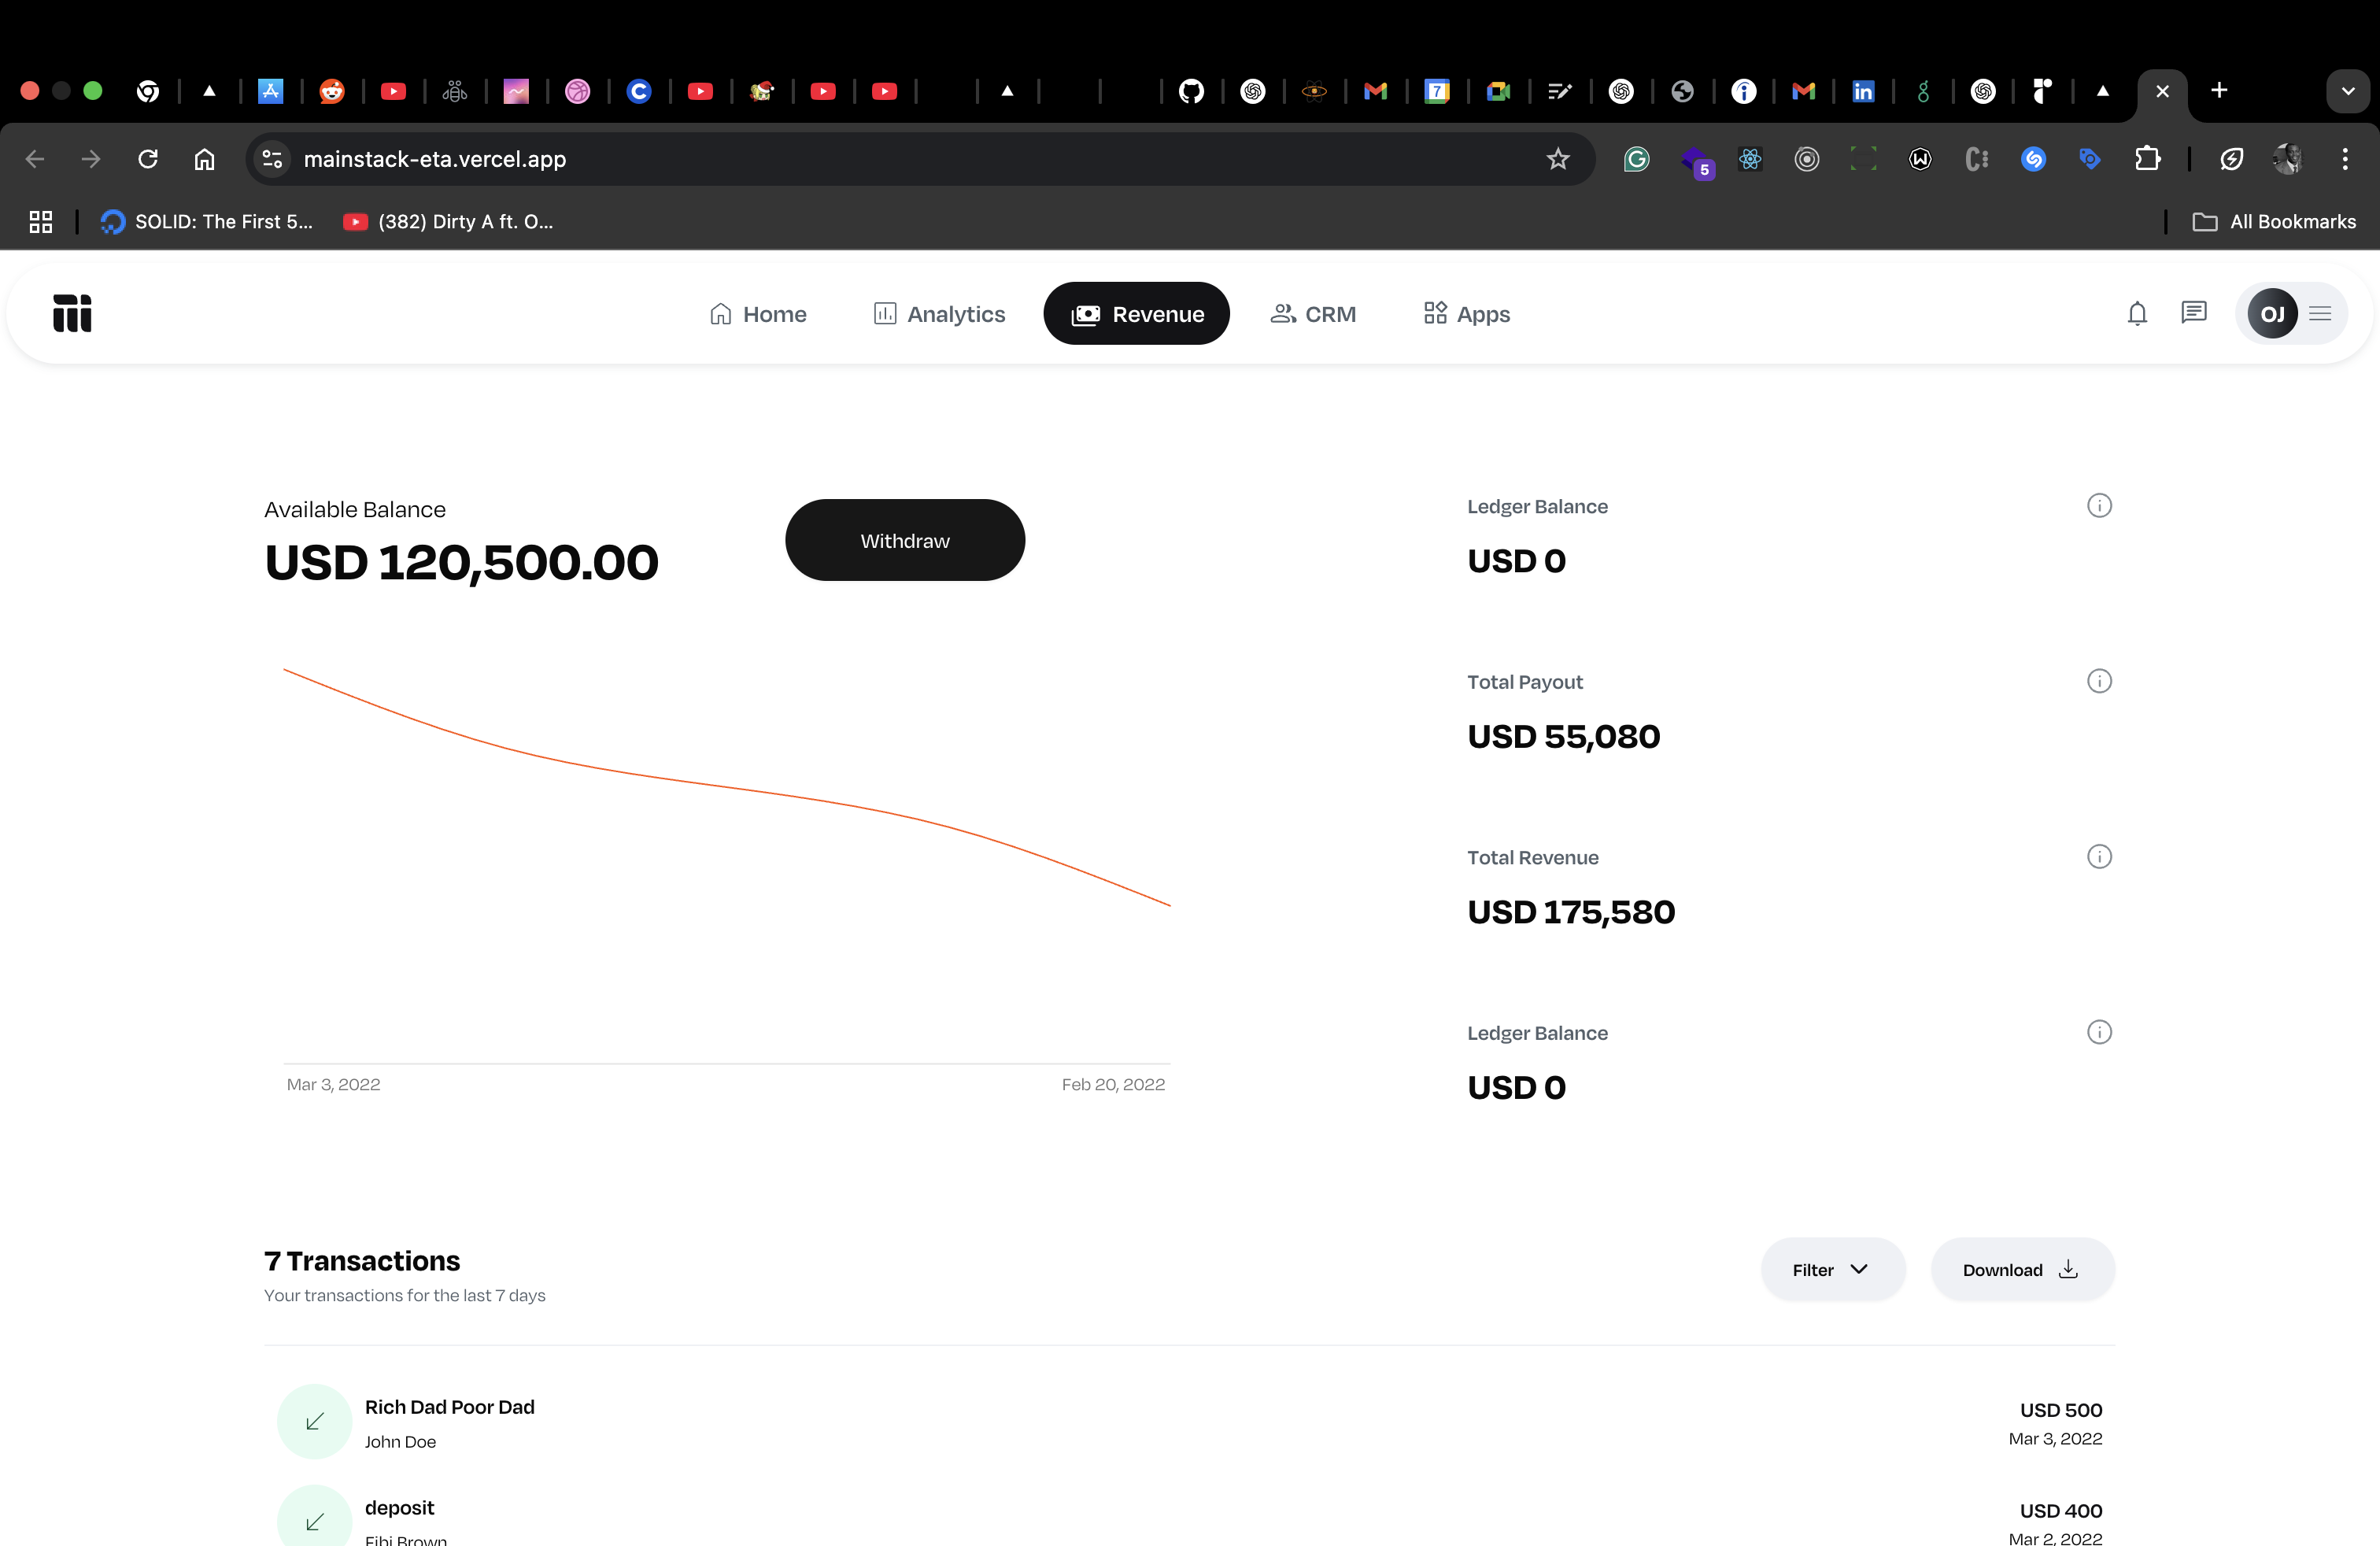 mainstack-eta.vercel.app
5
7
SOLID: The First 5...
(382) Dirty A ft. O...
All Bookmarks
Home
Analytics
Revenue
CRM
Apps
OJ
Available Balance
USD 120,500.00
Withdraw
Mar 3, 2022
Feb 20, 2022
Ledger Balance
USD 0
Total Payout
USD 55,080
Total Revenue
USD 175,580
Ledger Balance
USD 0
7 Transactions
Your transactions for the last 7 days
Filter
Download
Rich Dad Poor Dad
John Doe
USD 500
Mar 3, 2022
deposit
Fibi Brown
USD 400
Mar 2, 2022